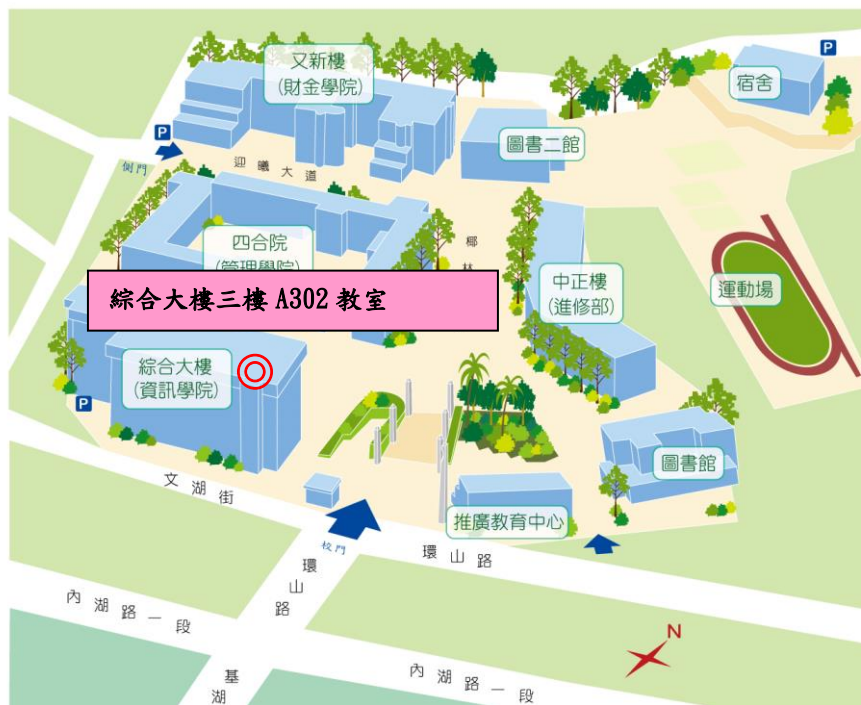 又新樓
(財金學院)
P
宿舍
P
圖書二館
迎曦大道
側門
四合院
(管理學院)
椰林
中正樓
(進修部)
運動場
綜合大樓三樓 A302 教室
綜合大樓
(資訊學院)
P
圖書館
文湖街
推廣教育中心
校門
環山路
環山路
內湖路一段
N
內湖路一段
基湖